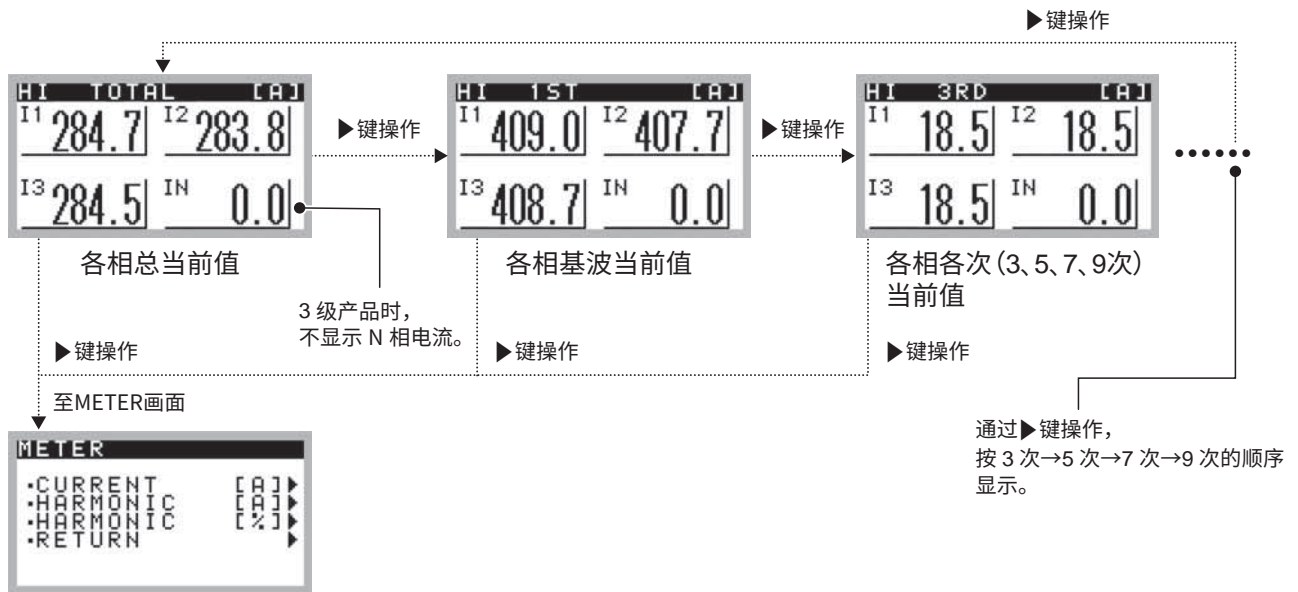 ▶键操作
HI TOTAL [A]
I1 284.7 I2 283.8
I3 284.5 IN 0.0
▶键操作
HI 1ST [A]
I1 409.0 I2 407.7
I3 408.7 IN 0.0
▶键操作
HI 3RD [A]
I1 18.5 I2 18.5
I3 18.5 IN 0.0
各相总当前值
各相基波当前值
各相各次(3、5、7、9次)
当前值
3 级产品时,
不显示 N 相电流。
▶键操作
▶键操作
▶键操作
至METER画面
通过▶键操作,
按 3 次→5 次→7 次→9 次的顺序
显示。
METER
·CURRENT [A]▶
·HARMONIC [A]▶
·HARMONIC [%]▶
·RETURN ▶